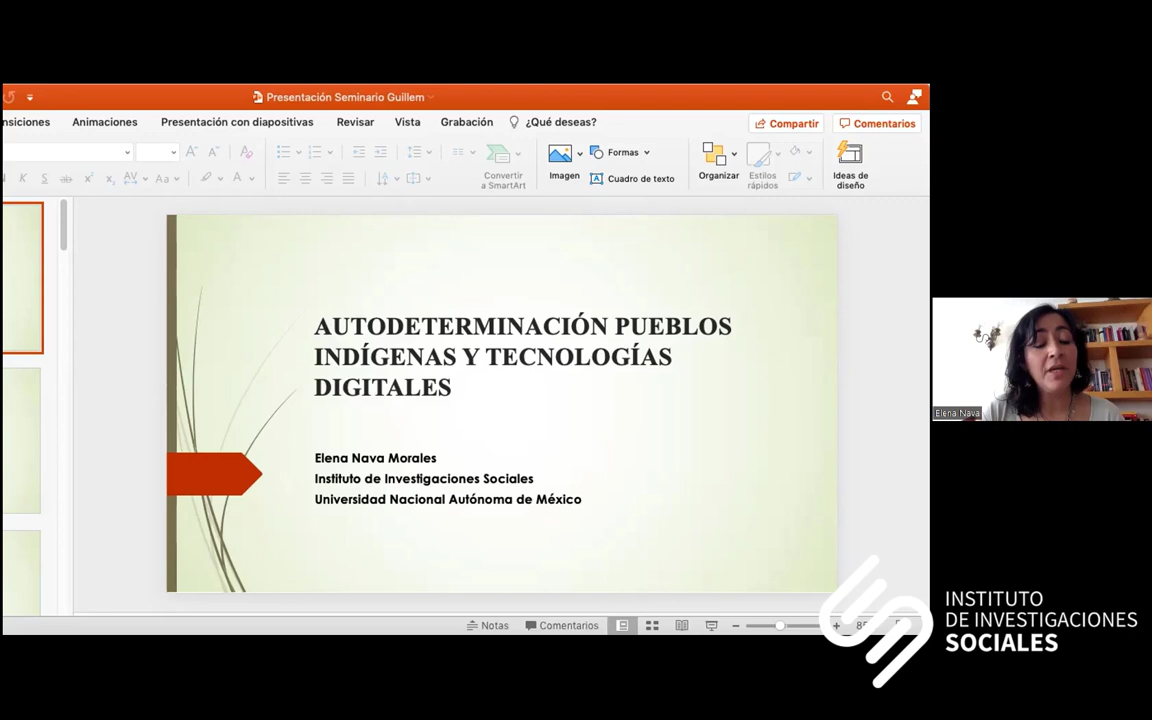 Presentación Seminario Guillem
nsiciones Animaciones Presentación con diapositivas Revisar Vista Grabación ¿Qué deseas? Compartir Comentarios
Convertir
a SmartArt
Imagen
Formas
Cuadro de texto
Organizar
Estilos
rápidos
Ideas de
diseño
AUTODETERMINACIÓN PUEBLOS
INDÍGENAS Y TECNOLOGÍAS
DIGITALES
Elena Nava Morales
Instituto de Investigaciones Sociales
Universidad Nacional Autónoma de México
Elena Nava
Notas Comentarios
INSTITUTO
DE INVESTIGACIONES
SOCIALES